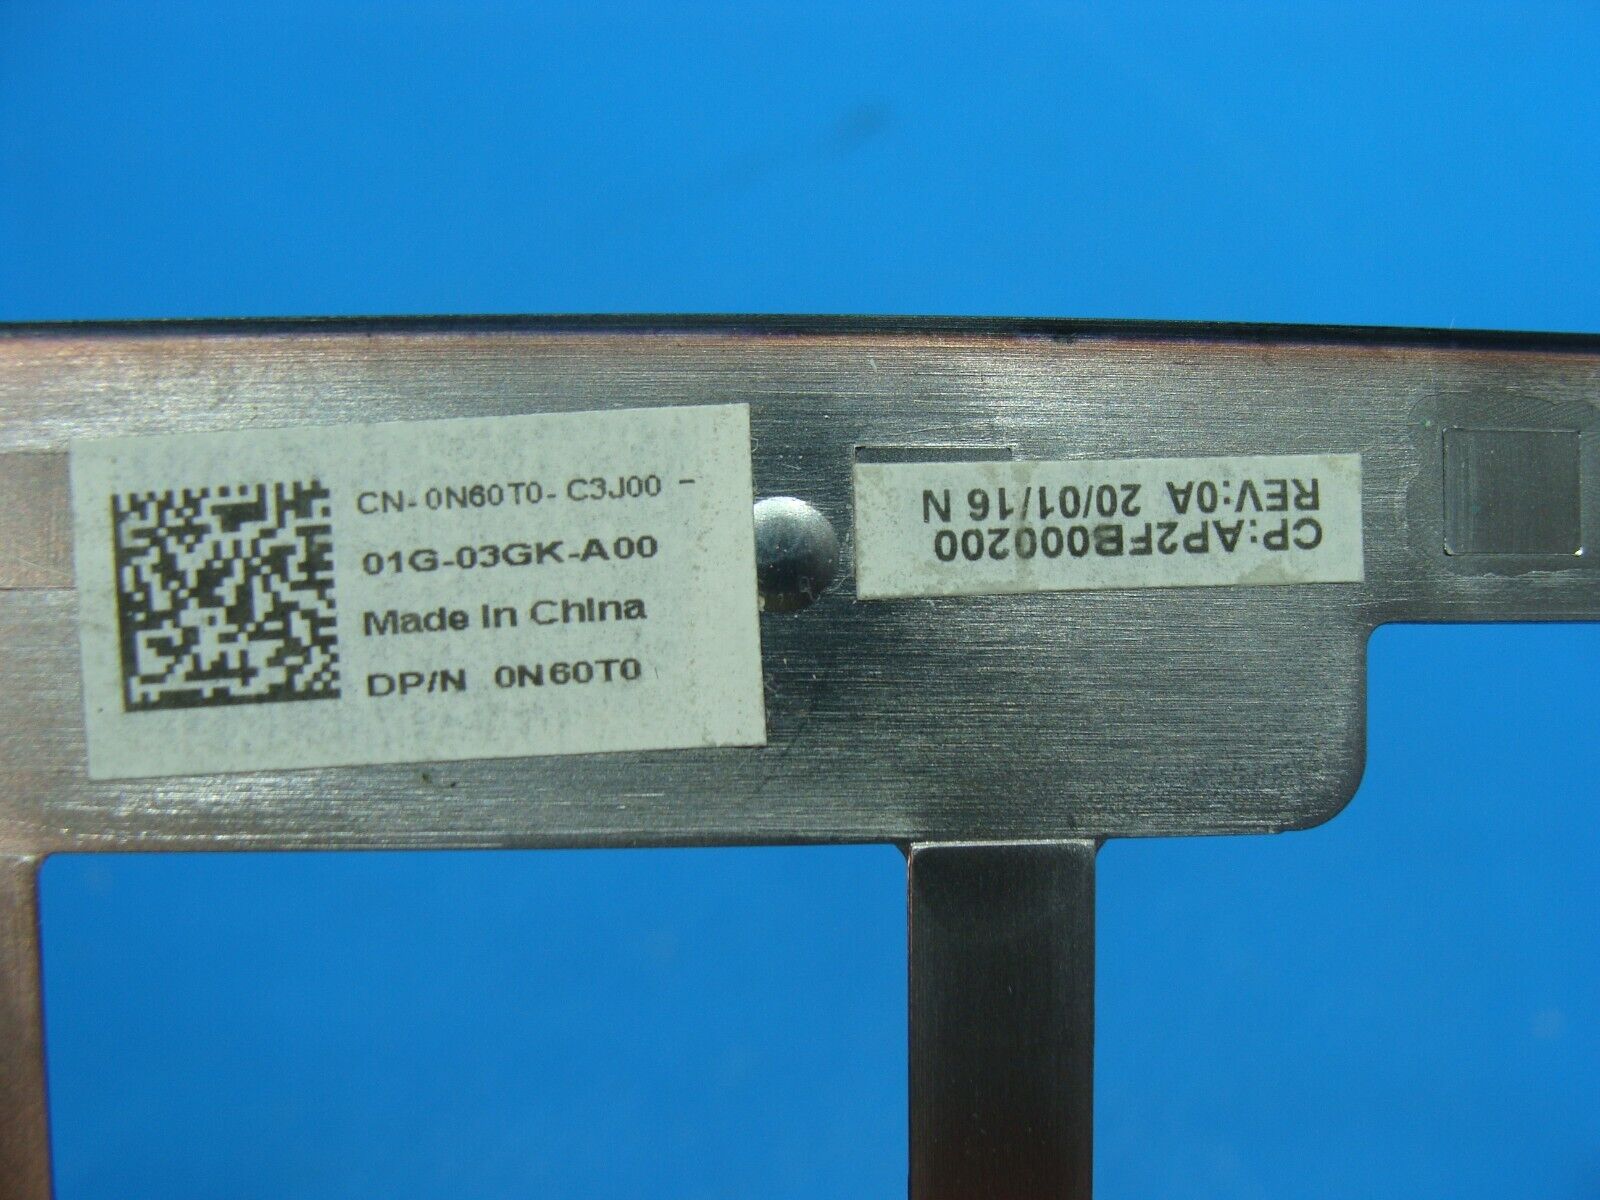 CN-0N60T0-C3J00-
01G-03GK-A00
Made in China
DP/N 0N60T0
CP:AP2FB000200
REV:0A 20/01/16 N